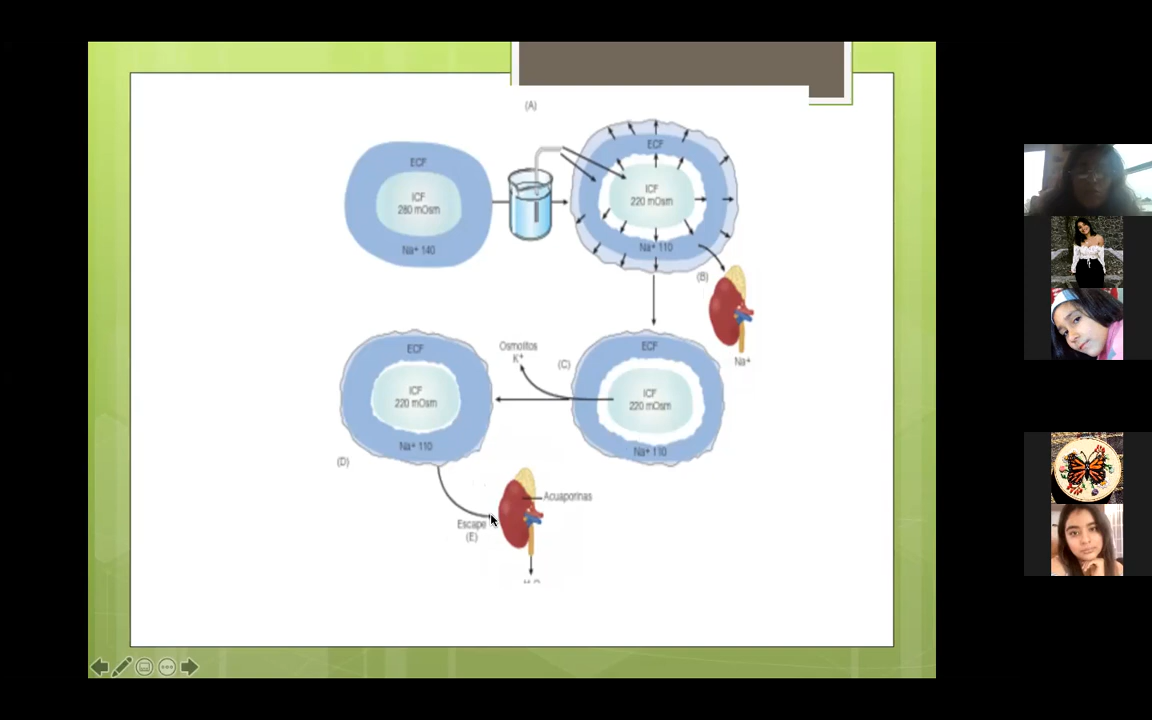 (A)
ECF
ICF
280 mOsm
Na+ 140
ECF
ICF
220 mOsm
Na+ 110
(B)
Na+
ECF
ICF
220 mOsm
Na+ 110
(C)
Osmolitos
K+
ECF
ICF
220 mOsm
Na+ 110
(D)
Acuaporinas
Escape
(E)